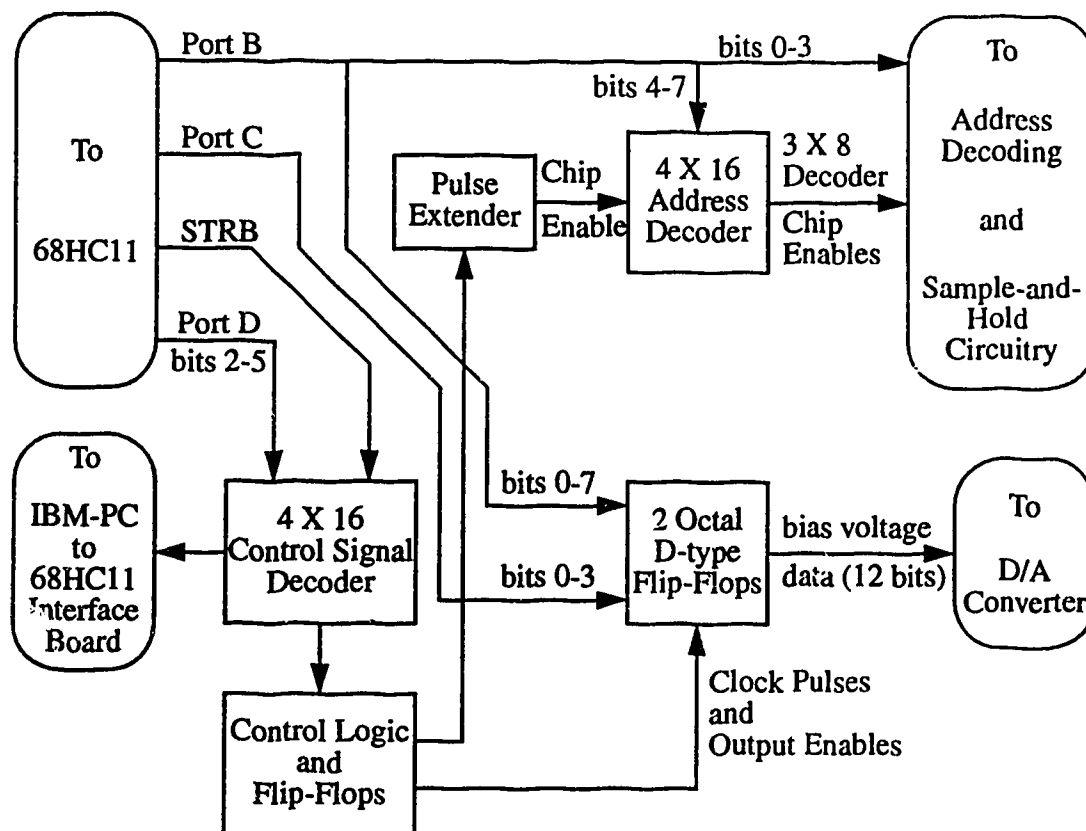 To
68HC11
Port B
Port C
STRB
Port D
bits 2-5
bits 0-3
bits 4-7
Pulse
Extender
Chip
Enable
4 X 16
Address
Decoder
3 X 8
Decoder
Chip
Enables
To
Address
Decoding
and
Sample-and-
Hold
Circuitry
To
IBM-PC
to
68HC11
Interface
Board
4 X 16
Control Signal
Decoder
bits 0-7
bits 0-3
2 Octal
D-type
Flip-Flops
bias voltage
data (12 bits)
To
D/A
Converter
Control Logic
and
Flip-Flops
Clock Pulses
and
Output Enables